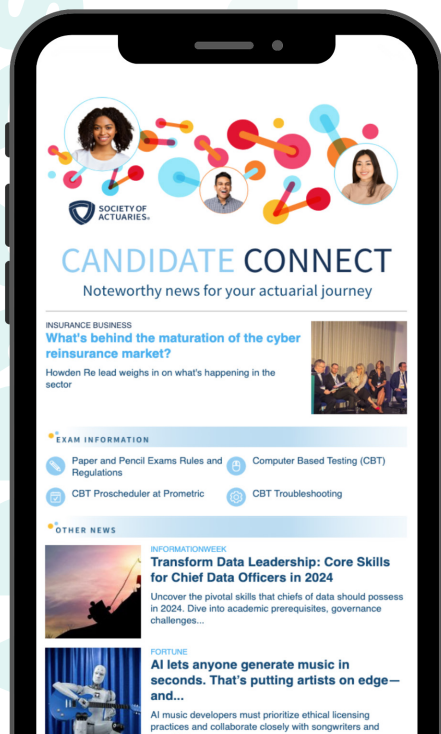 SOCIETY OF
ACTUARIES®
CANDIDATE CONNECT
Noteworthy news for your actuarial journey
INSURANCE BUSINESS
What's behind the maturation of the cyber
reinsurance market?
Howden Re lead weighs in on what's happening in the
sector
EXAM INFORMATION
Paper and Pencil Exams Rules and
Regulations
Computer Based Testing (CBT)
CBT Proscheduler at Prometric
CBT Troubleshooting
OTHER NEWS
INFORMATIONWEEK
Transform Data Leadership: Core Skills
for Chief Data Officers in 2024
Uncover the pivotal skills that chiefs of data should possess
in 2024. Dive into academic prerequisites, governance
challenges...
FORTUNE
AI lets anyone generate music in
seconds. That's putting artists on edge—
and...
AI music developers must prioritize ethical licensing
practices and collaborate closely with songwriters and